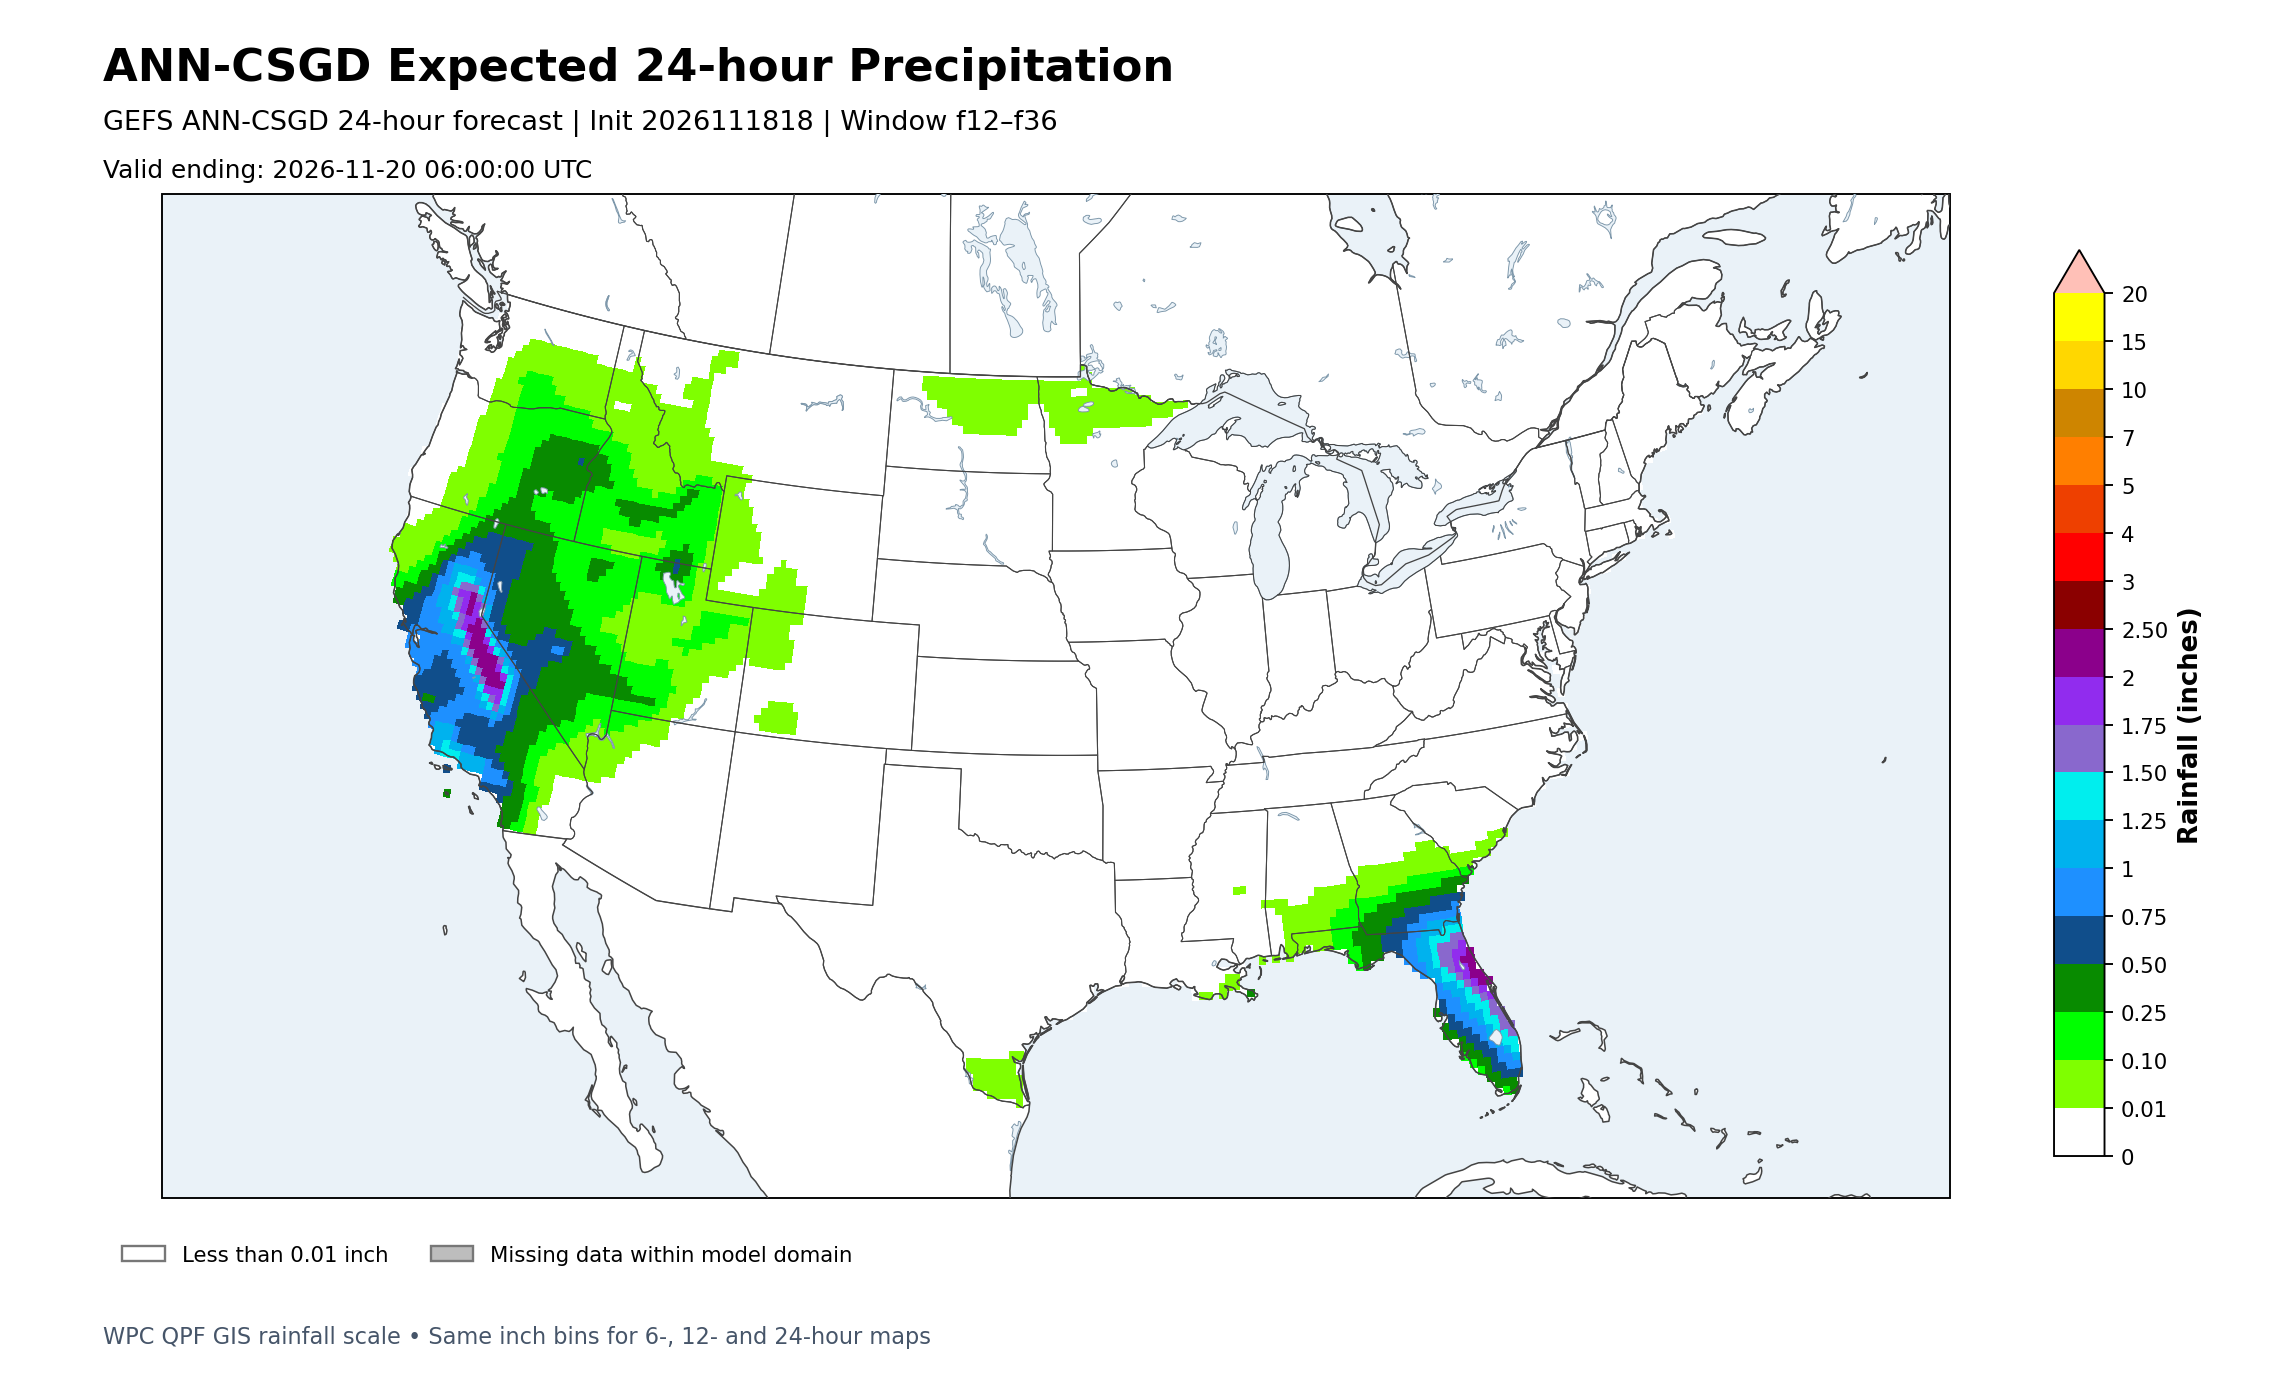 ANN-CSGD Expected 24-hour Precipitation
GEFS ANN-CSGD 24-hour forecast | Init 2026111818 | Window f12–f36
Valid ending: 2026-11-20 06:00:00 UTC
20
15
10
7
5
4
3
2.50
2
1.75
1.50
1.25
1
0.75
0.50
0.25
0.10
0.01
0
Rainfall (inches)
Less than 0.01 inch
Missing data within model domain
WPC QPF GIS rainfall scale • Same inch bins for 6-, 12- and 24-hour maps